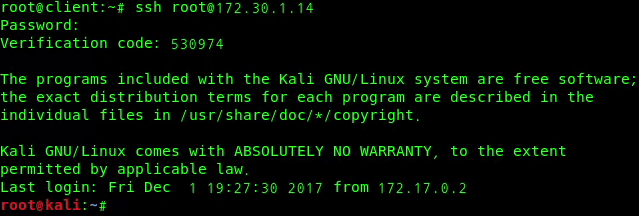 root@client:~# ssh root@172.30.1.14
Password:
Verification code: 530974
The programs included with the Kali GNU/Linux system are free software;
the exact distribution terms for each program are described in the
individual files in /usr/share/doc/*/copyright.
Kali GNU/Linux comes with ABSOLUTELY NO WARRANTY, to the extent
permitted by applicable law.
Last login: Fri Dec  1 19:27:30 2017 from 172.17.0.2
root@kali:~#